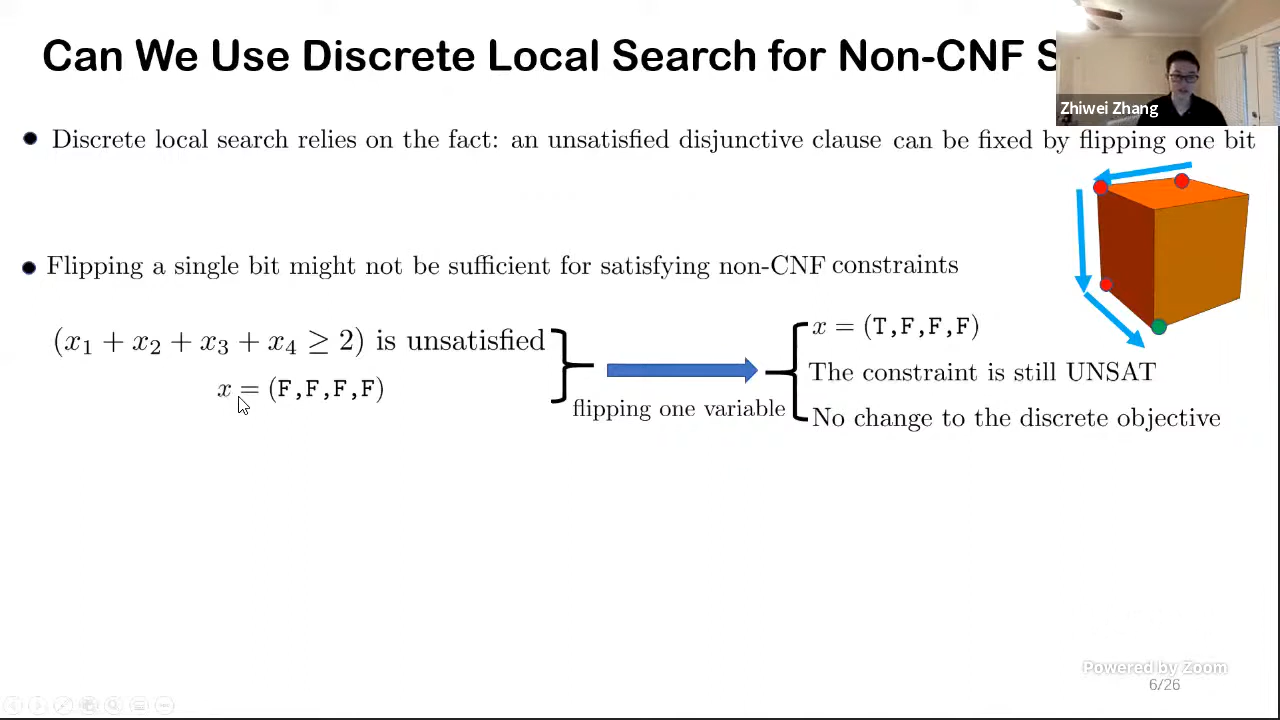 Can We Use Discrete Local Search for Non-CNF S
Zhiwei Zhang
Discrete local search relies on the fact: an unsatisfied disjunctive clause can be fixed by flipping one bit
Flipping a single bit might not be sufficient for satisfying non-CNF constraints
(x₁ + x₂ + x₃ + x₄ ≥ 2) is unsatisfied
x = (F,F,F,F)
flipping one variable
x = (T,F,F,F)
The constraint is still UNSAT
No change to the discrete objective
Powered by Zoom
6/26